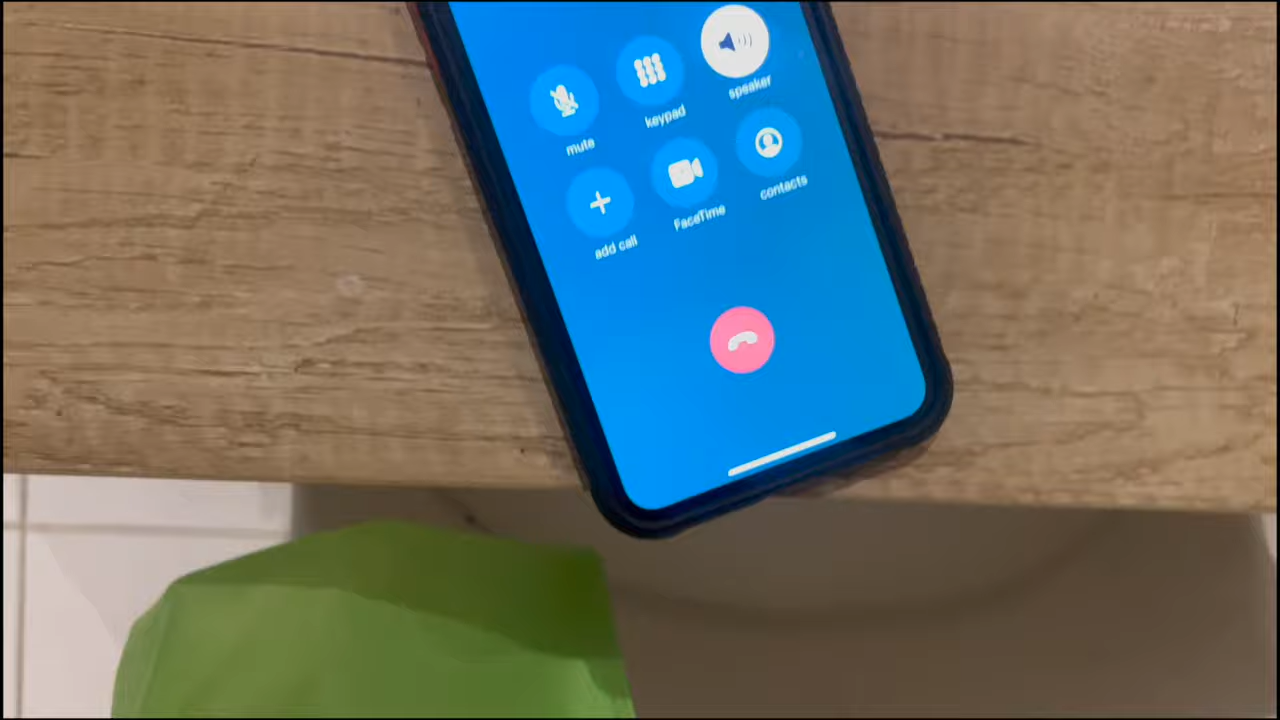 mute
keypad
speaker
add call
FaceTime
contacts